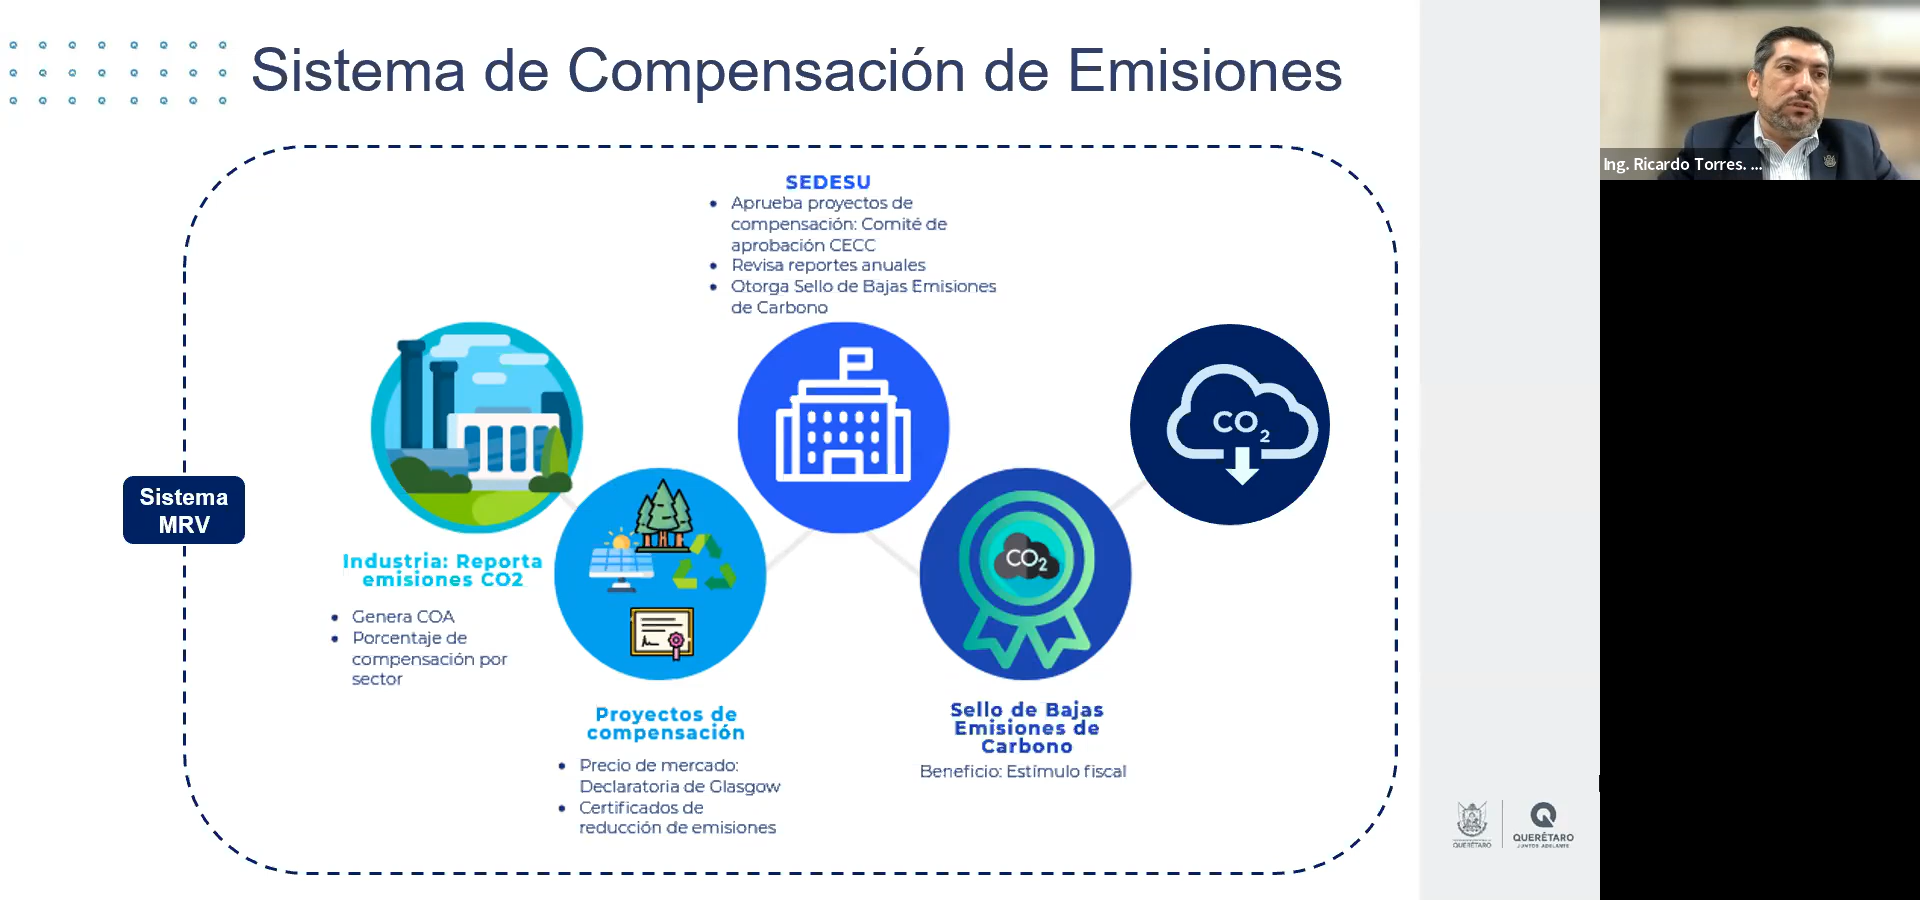 Sistema de Compensación de Emisiones
Ing. Ricardo Torres. ...
SEDESU
• Aprueba proyectos de
compensación: Comité de
aprobación CECC
• Revisa reportes anuales
• Otorga Sello de Bajas Emisiones
de Carbono
CO2
Sistema
MRV
CO2
Industria: Reporta
emisiones CO2
• Genera COA
• Porcentaje de
compensación por
sector
Proyectos de
compensación
• Precio de mercado:
Declaratoria de Glasgow
• Certificados de
reducción de emisiones
Sello de Bajas
Emisiones de
Carbono
Beneficio: Estímulo fiscal
QUERÉTARO
QUERÉTARO
JUNTOS ADELANTE